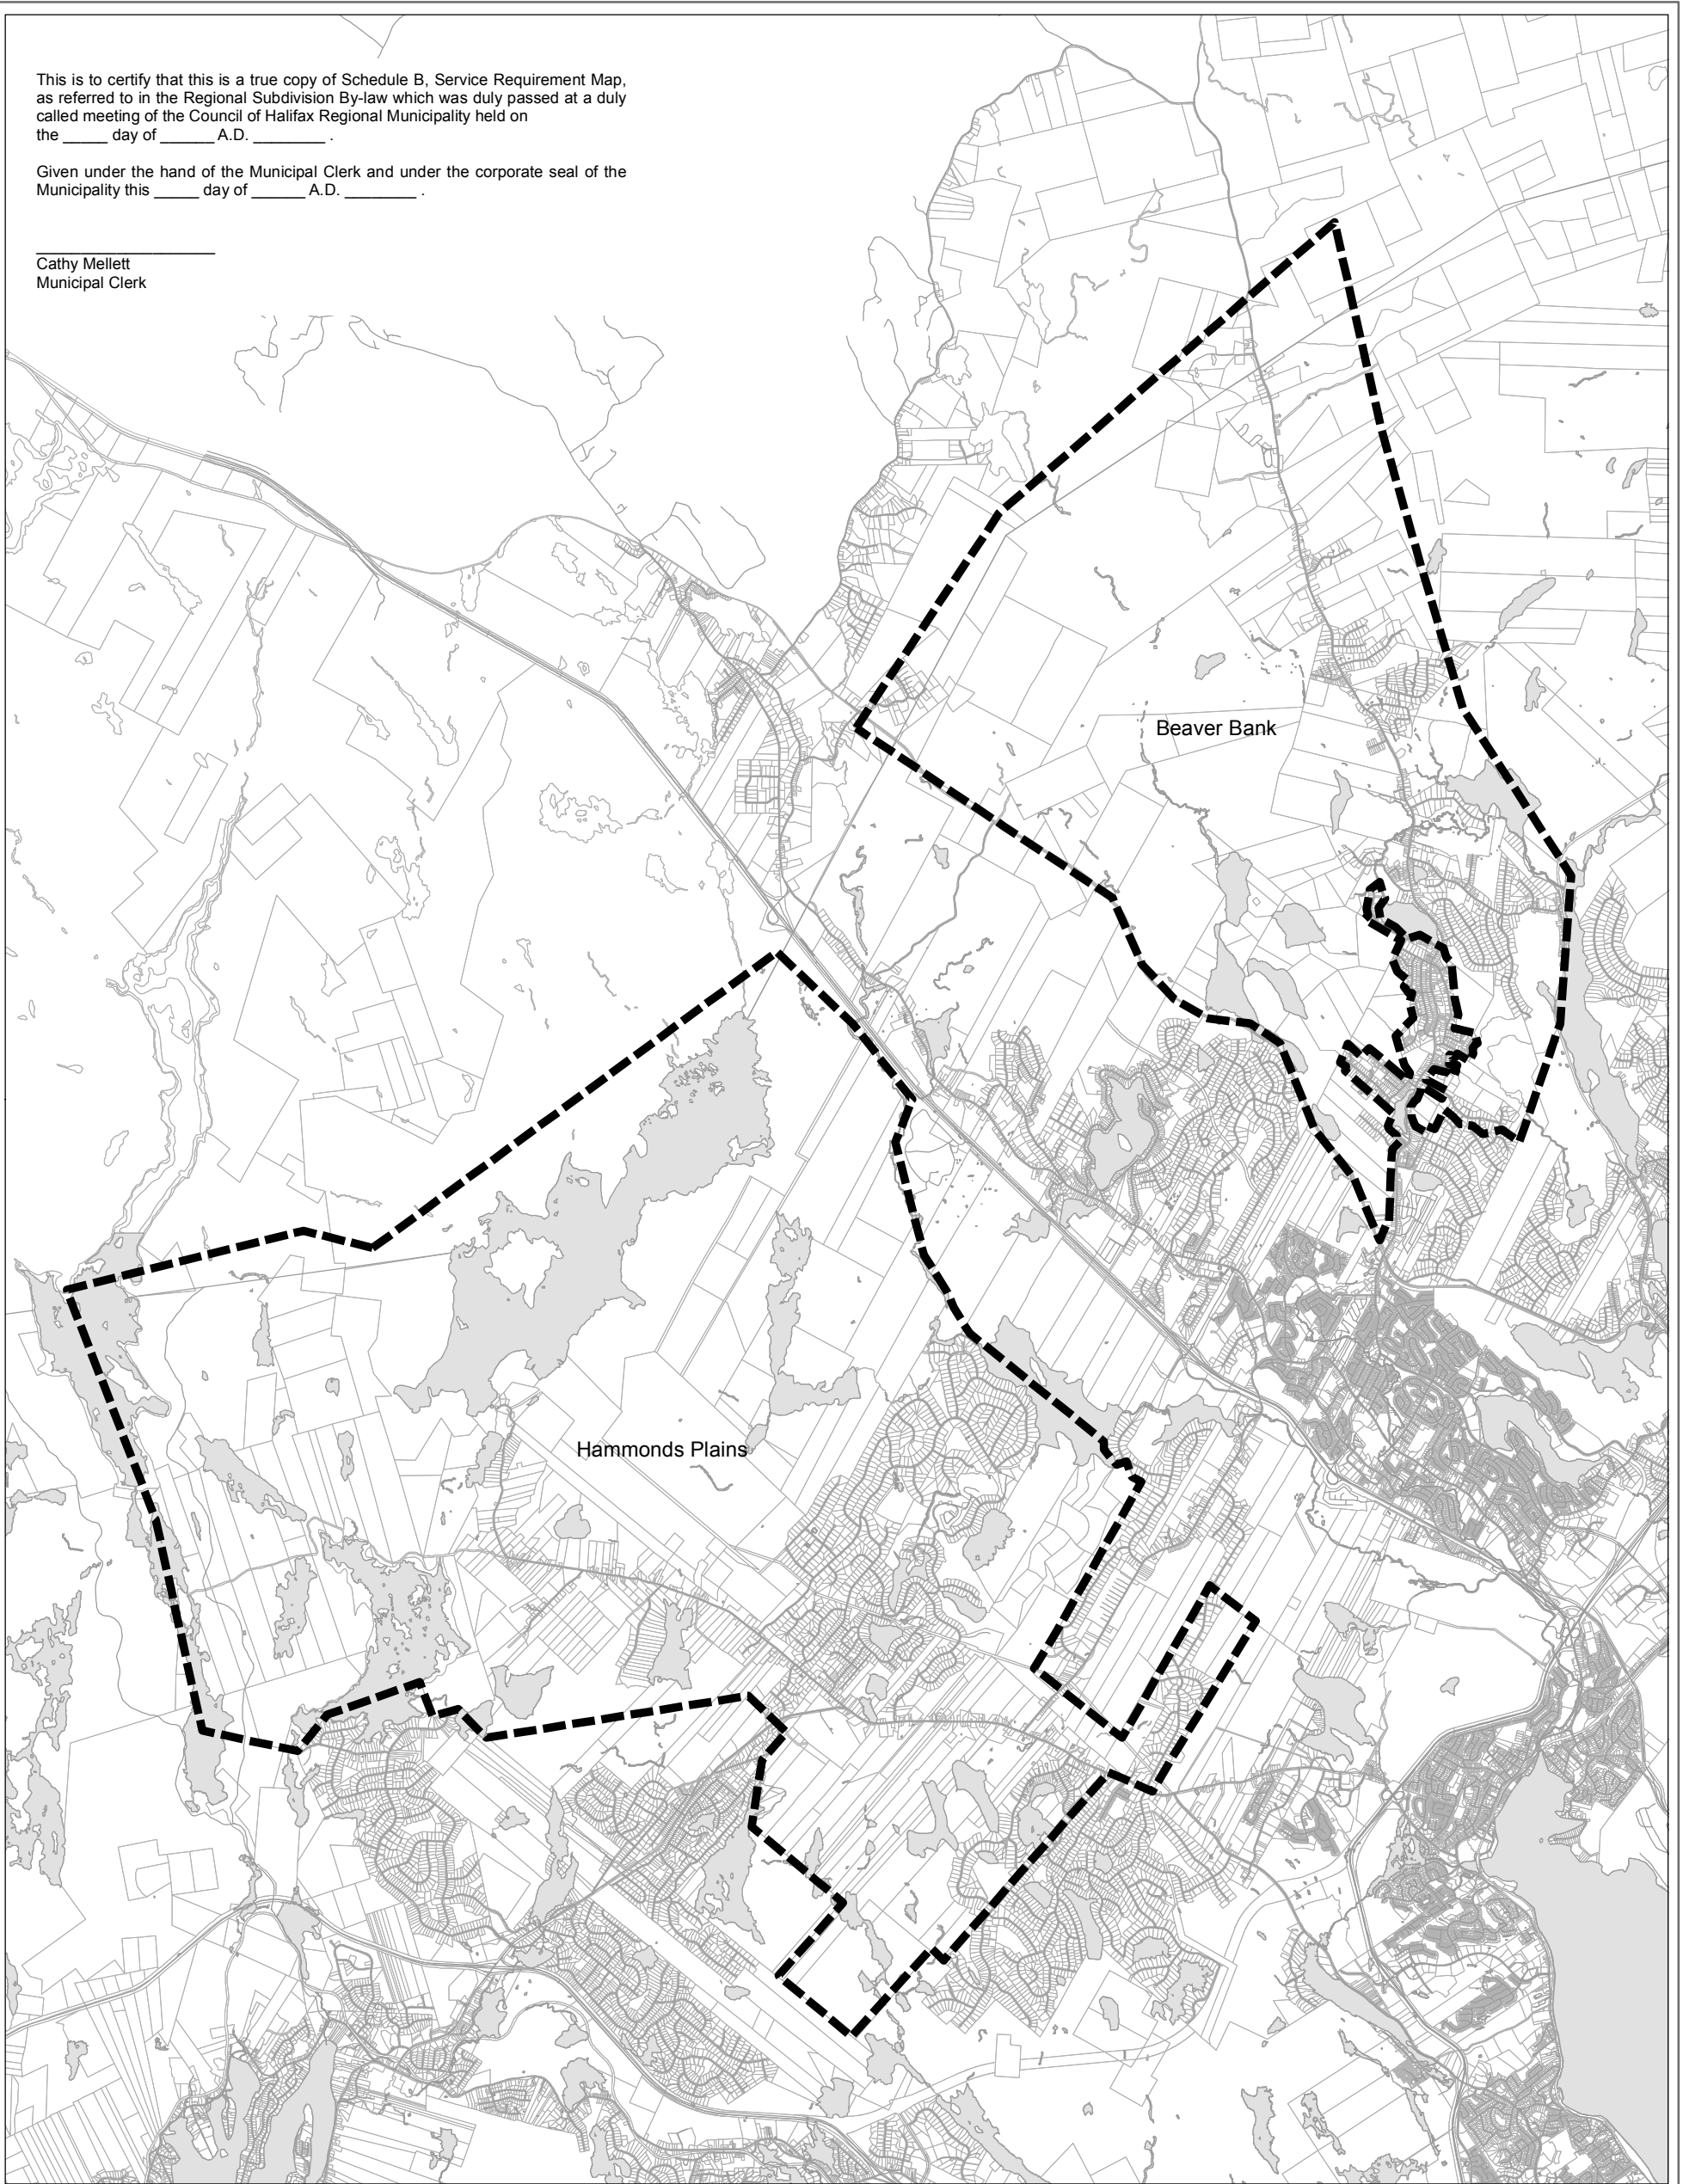 This is to certify that this is a true copy of Schedule B, Service Requirement Map,
as referred to in the Regional Subdivision By-law which was duly passed at a duly
called meeting of the Council of Halifax Regional Municipality held on
the _____ day of ______ A.D. ________ .
Given under the hand of the Municipal Clerk and under the corporate seal of the
Municipality this _____ day of ______ A.D. ________ .
____________________
Cathy Mellett
Municipal Clerk
Beaver Bank
Hammonds Plains